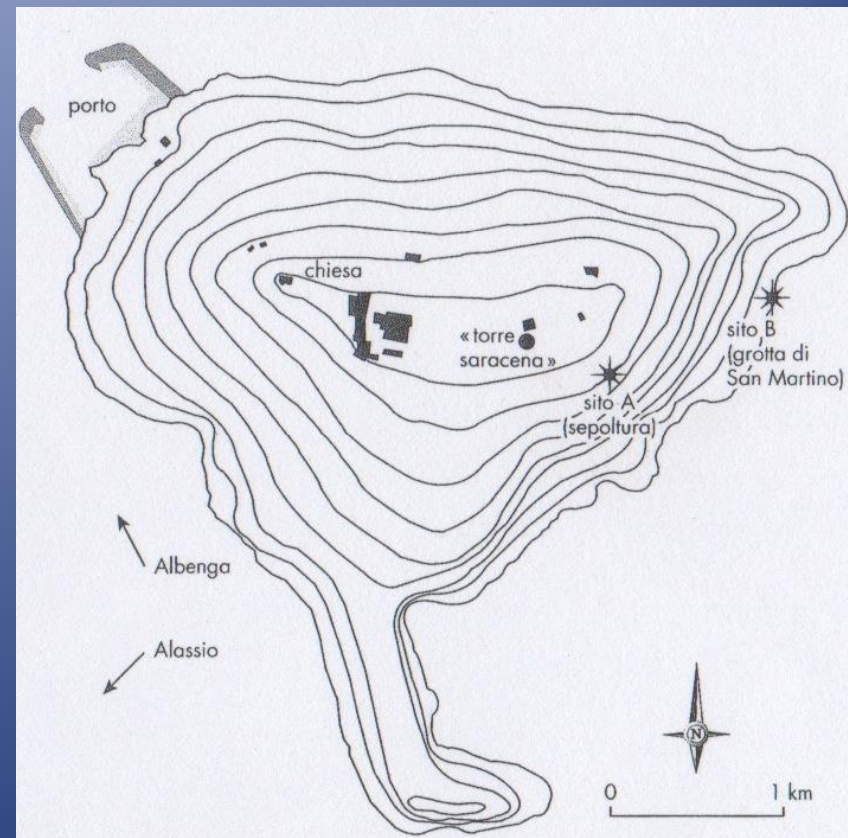 porto
chiesa
« torre
saracena »
sito B
(grotta di
San Martino)
sito A
(sepoltura)
Albenga
Alassio
N
0 1 km